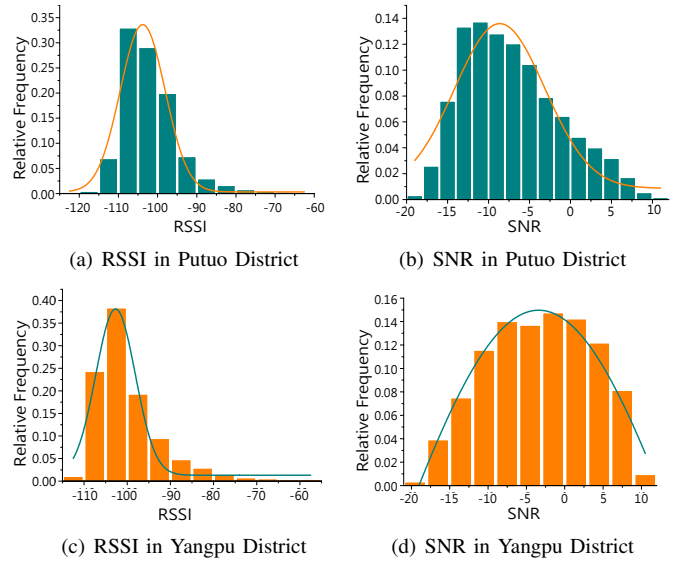 0.35
0.30
0.25
0.20
0.15
0.10
0.05
0.00
Relative Frequency
-120 -110 -100 -90 -80 -70 -60
RSSI
(a) RSSI in Putuo District
0.14
0.12
0.10
0.08
0.06
0.04
0.02
0.00
Relative Frequency
-20 -15 -10 -5 0 5 10
SNR
(b) SNR in Putuo District
0.40
0.35
0.30
0.25
0.20
0.15
0.10
0.05
0.00
Relative Frequency
-110 -100 -90 -80 -70 -60
RSSI
(c) RSSI in Yangpu District
0.16
0.14
0.12
0.10
0.08
0.06
0.04
0.02
0.00
Relative Frequency
-20 -15 -10 -5 0 5 10
SNR
(d) SNR in Yangpu District